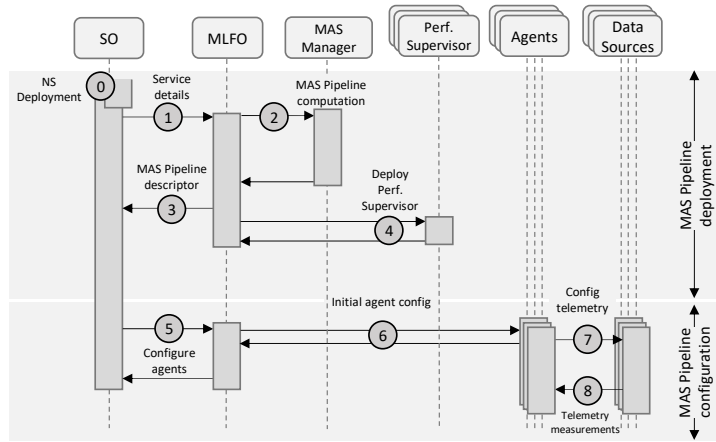 SO
MLFO
MAS
Manager
Perf.
Supervisor
Agents
Data
Sources
NS
Deployment
0
Service
details
1
2
MAS Pipeline
computation
MAS Pipeline
descriptor
3
Deploy
Perf.
Supervisor
4
MAS Pipeline
deployment
5
Configure
agents
Initial agent config
6
Config
telemetry
7
8
Telemetry
measurements
MAS Pipeline
configuration